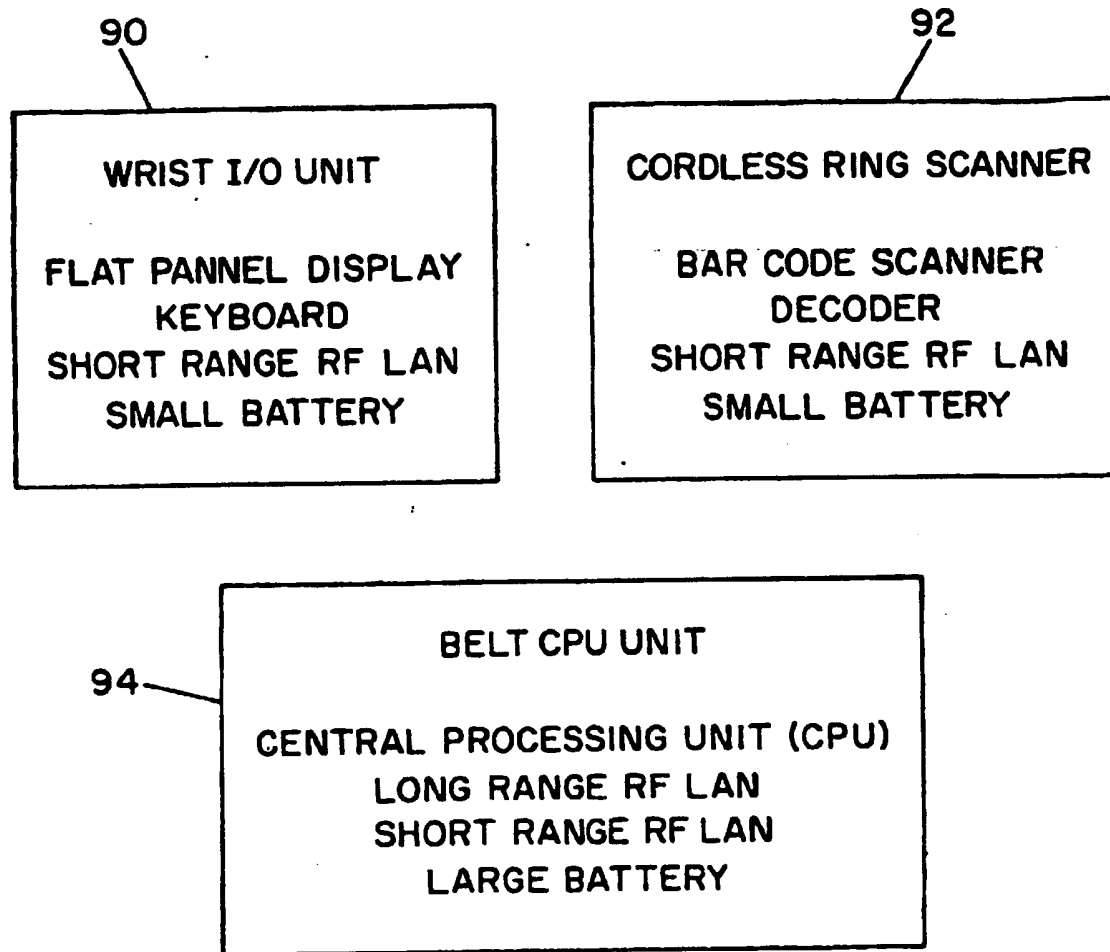 90
WRIST I/O UNIT
FLAT PANNEL DISPLAY
KEYBOARD
SHORT RANGE RF LAN
SMALL BATTERY
92
CORDLESS RING SCANNER
BAR CODE SCANNER
DECODER
SHORT RANGE RF LAN
SMALL BATTERY
94
BELT CPU UNIT
CENTRAL PROCESSING UNIT (CPU)
LONG RANGE RF LAN
SHORT RANGE RF LAN
LARGE BATTERY